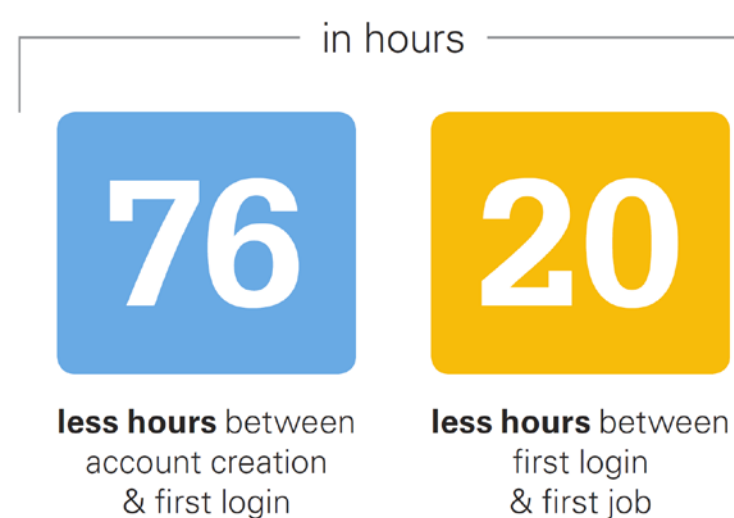 in hours
76
less hours between
account creation
& first login
20
less hours between
first login
& first job